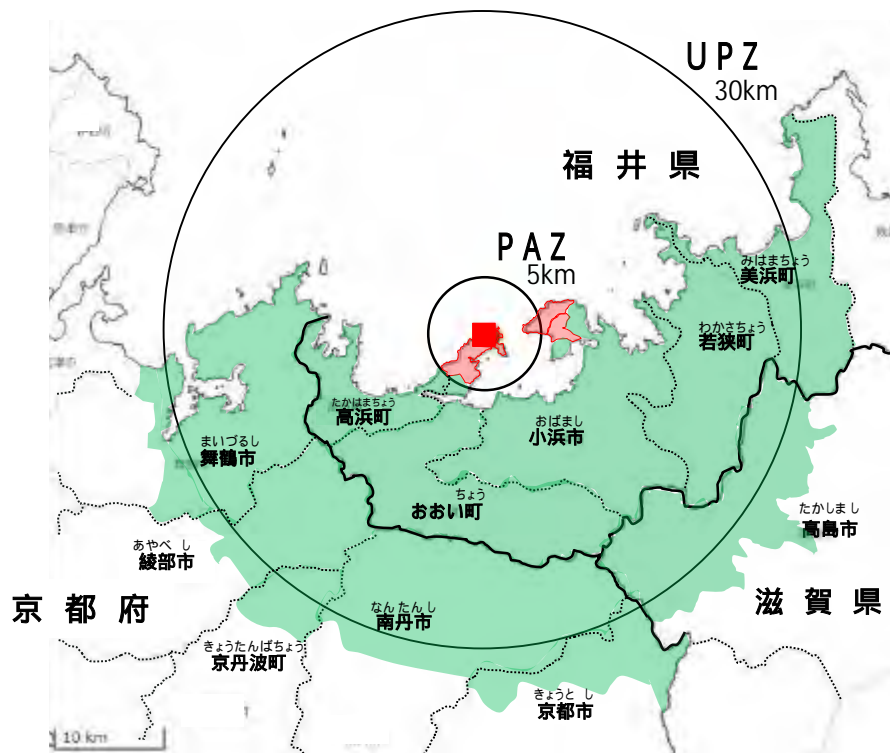 UPZ
30km
福井県
PAZ
5km
みはまちょう
美浜町
わかさちょう
若狭町
たかはまちょう
高浜町
おばまし
小浜市
まいづるし
舞鶴市
ちょう
おおい町
たかしまし
高島市
あやべし
綾部市
京都府
滋賀県
なんたんし
南丹市
きょうたんばちょう
京丹波町
きょうとし
京都市
10 km